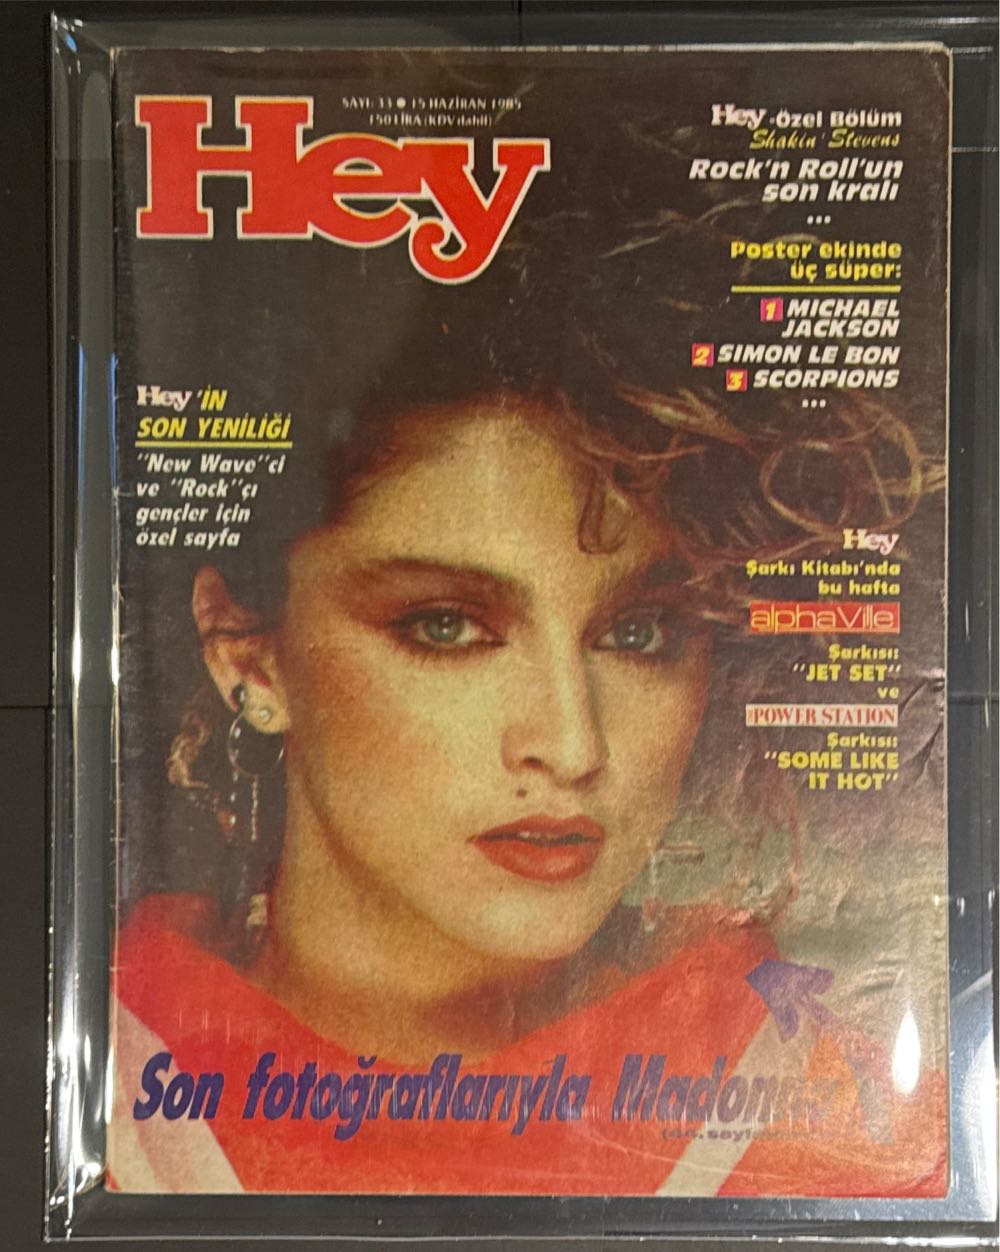 SAYI: 33 ● 15 HAZİRAN 1985
150 LİRA (KDV dahil)
Hey
Hey -Özel Bölüm
Shakin' Stevens
Rock'n Roll'un
son kralı
...
Poster ekinde
üç süper:
1 MICHAEL
JACKSON
2 SIMON LE BON
3 SCORPIONS
...
Hey 'İN
SON YENİLİĞİ
"New Wave"ci
ve "Rock"çı
gençler için
özel sayfa
Hey
Şarkı Kitabı'nda
bu hafta
alphaVille
Şarkısı:
"JET SET"
ve
THE POWER STATION
Şarkısı:
"SOME LIKE
IT HOT"
Son fotoğraflarıyla Madonna